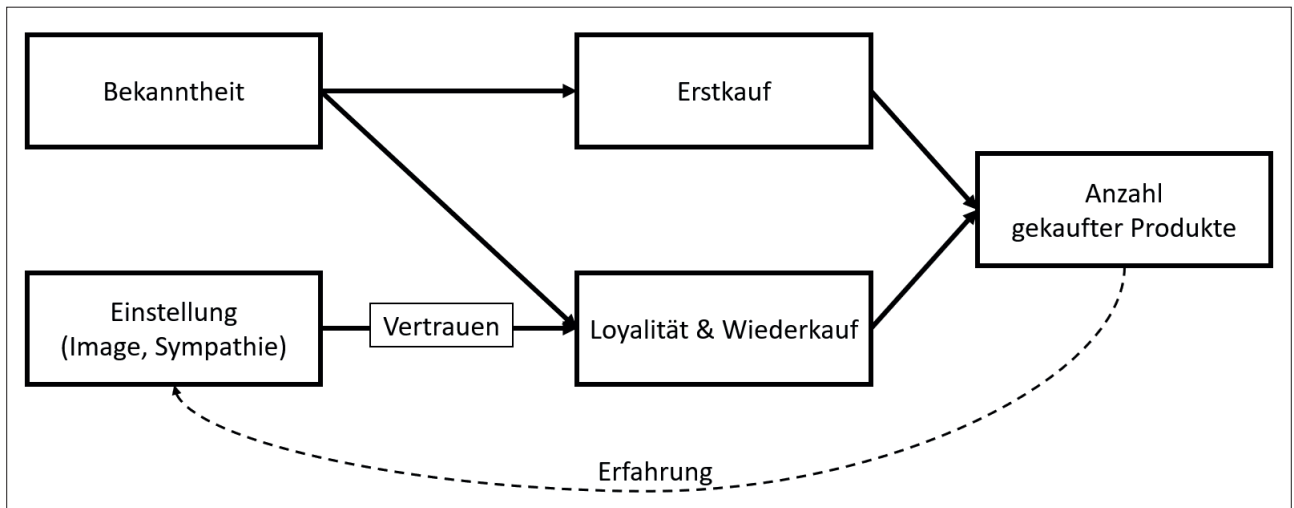 Bekanntheit
Erstkauf
Anzahl
gekaufter Produkte
Einstellung
(Image, Sympathie)
Vertrauen
Loyalität & Wiederkauf
Erfahrung